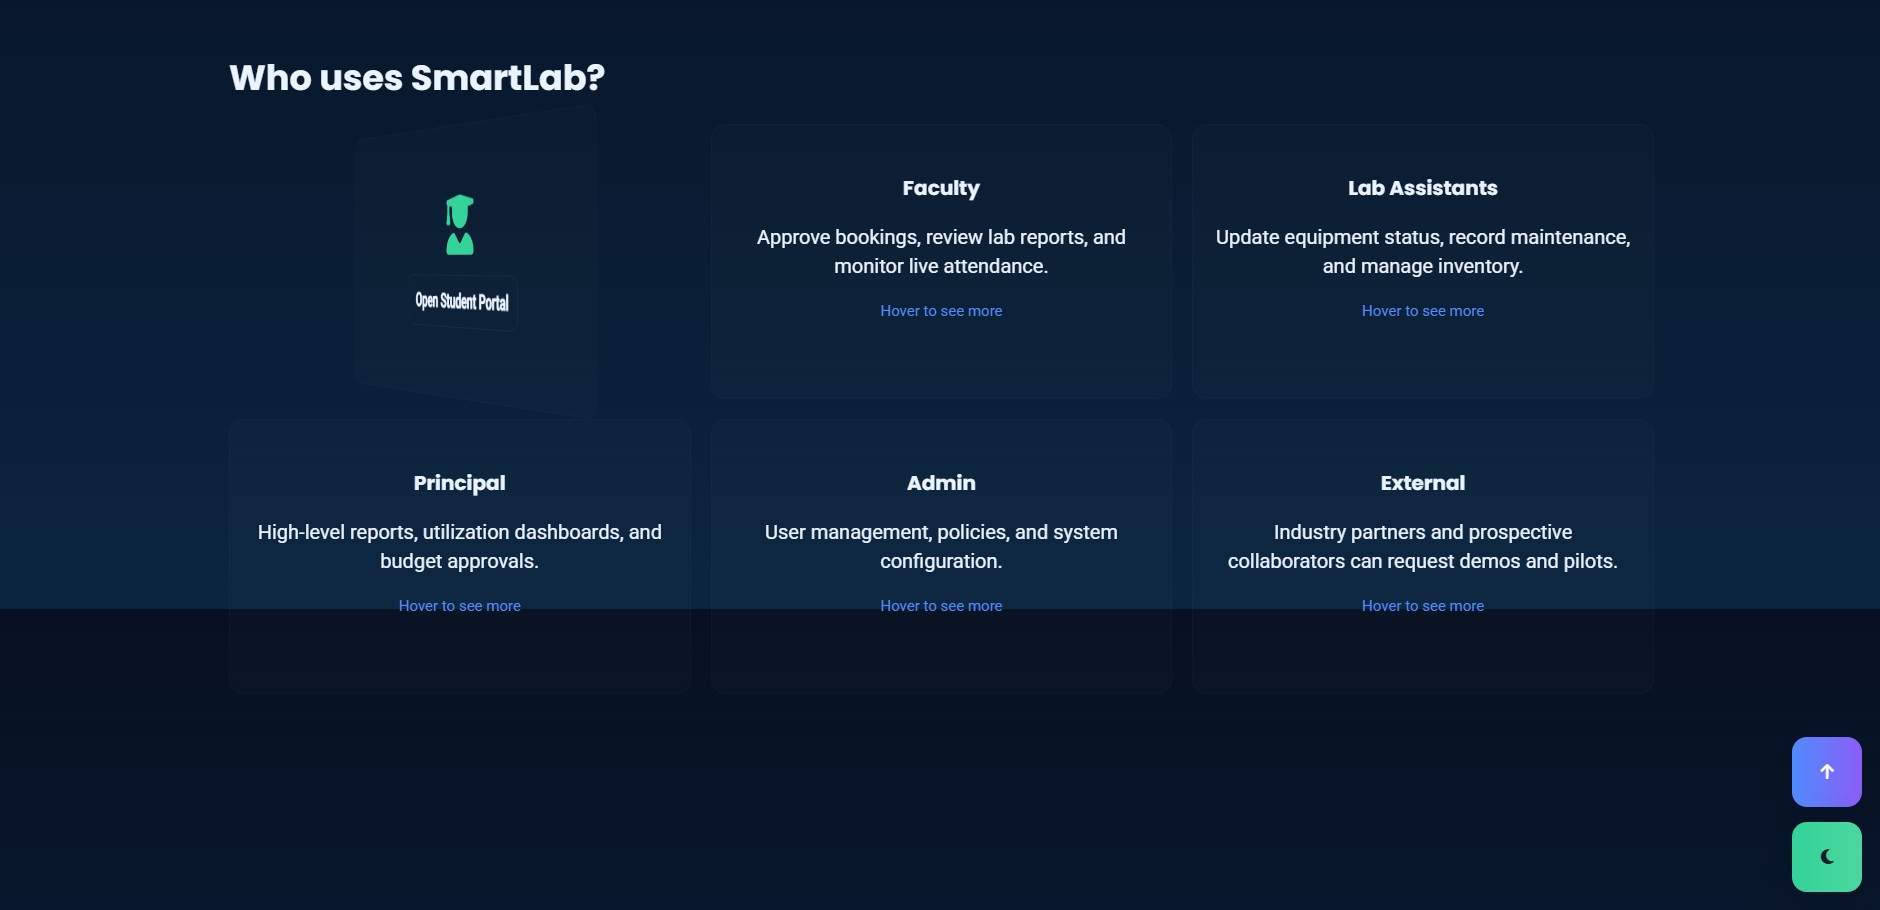 Who uses SmartLab?
Open Student Portal
Faculty
Approve bookings, review lab reports, and
monitor live attendance.
Hover to see more
Lab Assistants
Update equipment status, record maintenance,
and manage inventory.
Hover to see more
Principal
High-level reports, utilization dashboards, and
budget approvals.
Hover to see more
Admin
User management, policies, and system
configuration.
Hover to see more
External
Industry partners and prospective
collaborators can request demos and pilots.
Hover to see more